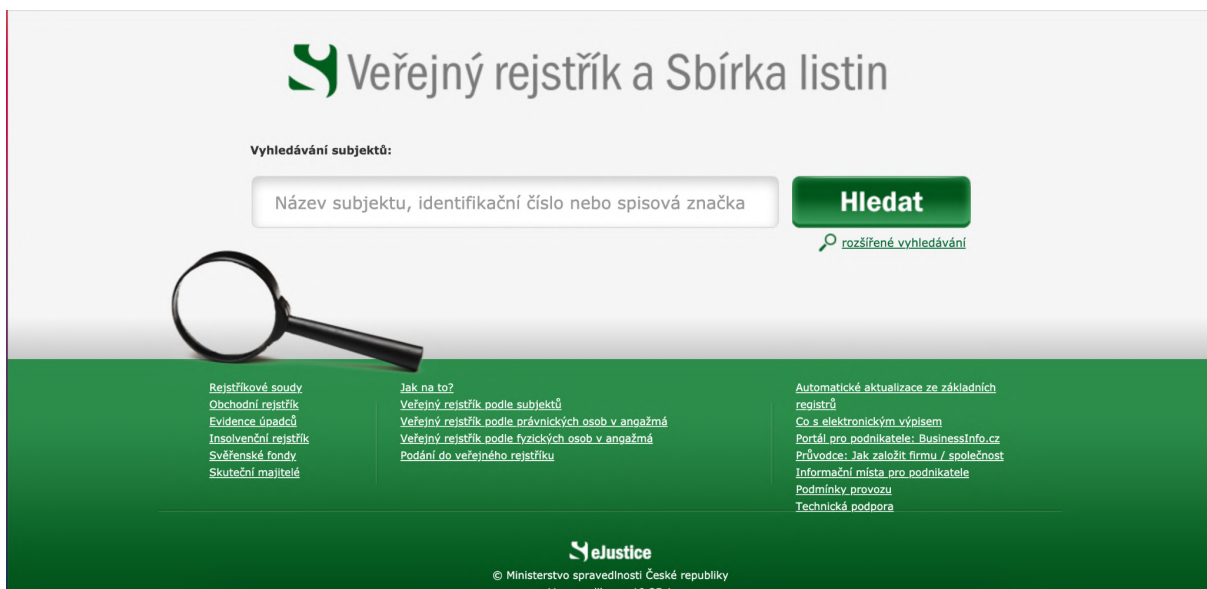 Veřejný rejstřík a Sbírka listin
Vyhledávání subjektů:
Název subjektu, identifikační číslo nebo spisová značka
Hledat
rozšířené vyhledávání
Rejstříkové soudy
Obchodní rejstřík
Evidence úpadců
Insolvenční rejstřík
Svěřenské fondy
Skuteční majitelé
Jak na to?
Veřejný rejstřík podle subjektů
Veřejný rejstřík podle právnických osob v angažmá
Veřejný rejstřík podle fyzických osob v angažmá
Podání do veřejného rejstříku
Automatické aktualizace ze základních
registrů
Co s elektronickým výpisem
Portál pro podnikatele: BusinessInfo.cz
Průvodce: Jak založit firmu / společnost
Informační místa pro podnikatele
Podmínky provozu
Technická podpora
eJustice
© Ministerstvo spravedlnosti České republiky